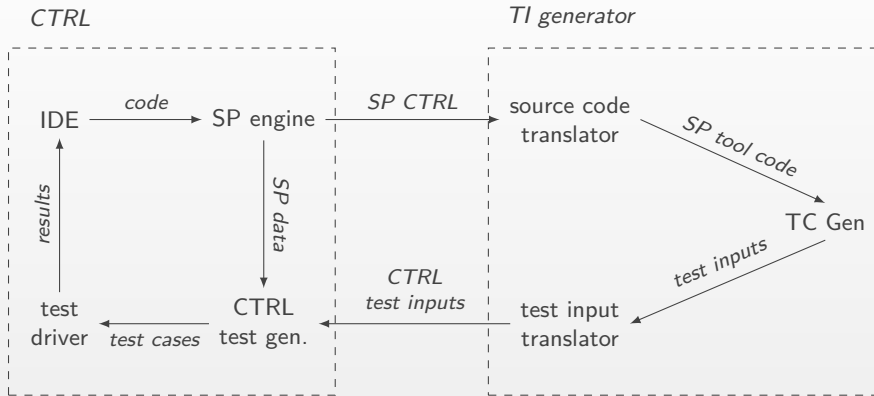 CTRL
TI generator
IDE
code
SP engine
SP CTRL
source code
translator
SP tool code
results
SP data
TC Gen
test inputs
test
driver
test cases
CTRL
test gen.
CTRL
test inputs
test input
translator